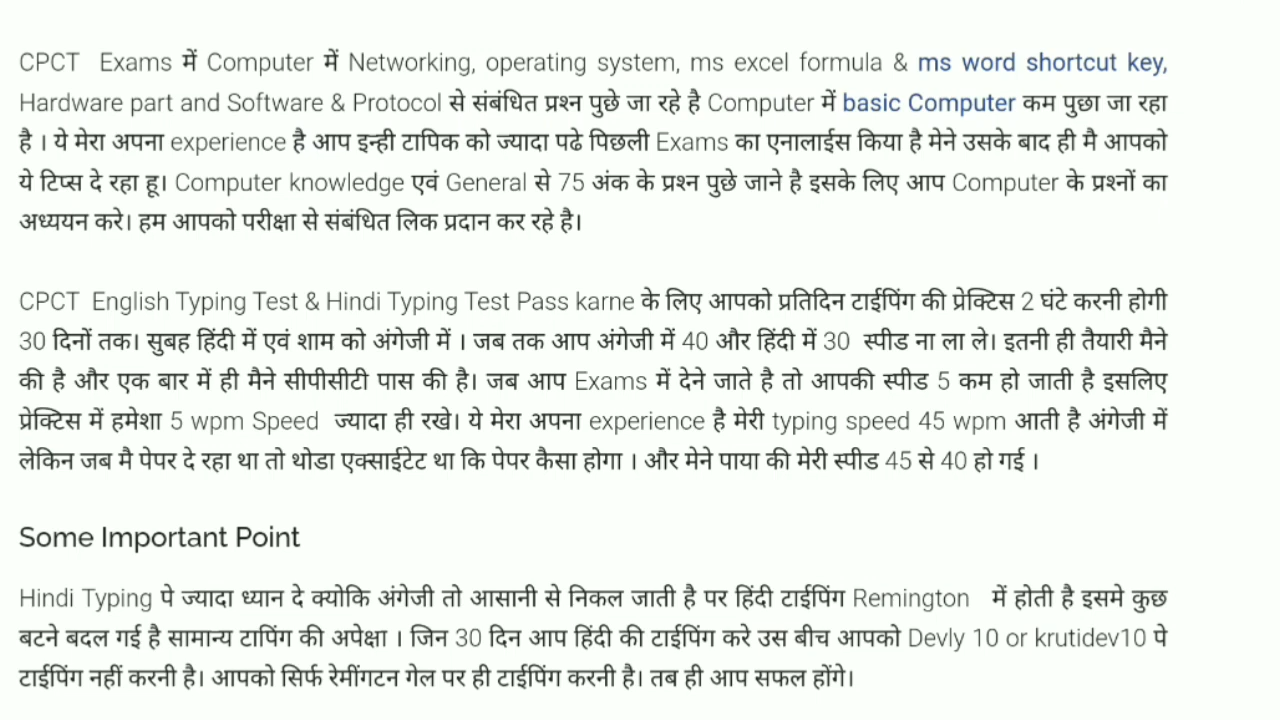 CPCT Exams में Computer में Networking, operating system, ms excel formula & ms word shortcut key,
Hardware part and Software & Protocol से संबंधित प्रश्न पुछे जा रहे है Computer में basic Computer कम पुछा जा रहा
है । ये मेरा अपना experience है आप इन्ही टापिक को ज्यादा पढे पिछली Exams का एनालाईस किया है मेने उसके बाद ही मै आपको
ये टिप्स दे रहा हू। Computer knowledge एवं General से 75 अंक के प्रश्न पुछे जाने है इसके लिए आप Computer के प्रश्नों का
अध्ययन करे। हम आपको परीक्षा से संबंधित लिक प्रदान कर रहे है।
CPCT English Typing Test & Hindi Typing Test Pass karne के लिए आपको प्रतिदिन टाईपिंग की प्रेक्टिस 2 घंटे करनी होगी
30 दिनों तक। सुबह हिंदी में एवं शाम को अंगेजी में । जब तक आप अंगेजी में 40 और हिंदी में 30 स्पीड ना ला ले। इतनी ही तैयारी मैने
की है और एक बार में ही मैने सीपीसीटी पास की है। जब आप Exams में देने जाते है तो आपकी स्पीड 5 कम हो जाती है इसलिए
प्रेक्टिस में हमेशा 5 wpm Speed ज्यादा ही रखे। ये मेरा अपना experience है मेरी typing speed 45 wpm आती है अंगेजी में
लेकिन जब मै पेपर दे रहा था तो थोडा एक्साईटेट था कि पेपर कैसा होगा । और मेने पाया की मेरी स्पीड 45 से 40 हो गई ।
Some Important Point
Hindi Typing पे ज्यादा ध्यान दे क्योकि अंगेजी तो आसानी से निकल जाती है पर हिंदी टाईपिंग Remington में होती है इसमे कुछ
बटने बदल गई है सामान्य टापिंग की अपेक्षा । जिन 30 दिन आप हिंदी की टाईपिंग करे उस बीच आपको Devly 10 or krutidev10 पे
टाईपिंग नहीं करनी है। आपको सिर्फ रेमींगटन गेल पर ही टाईपिंग करनी है। तब ही आप सफल होंगे।